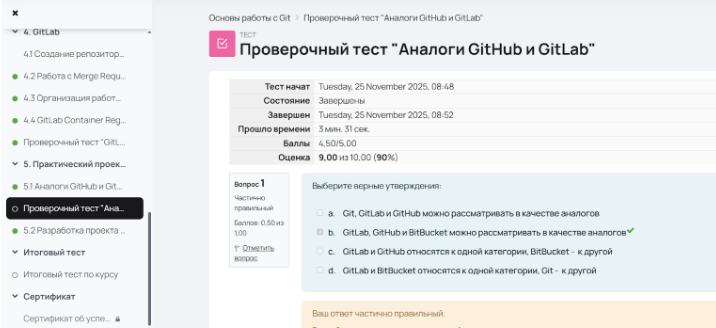 4. GitLab
4.1 Создание репозитор...
4.2 Работа с Merge Requ...
4.3 Организация работ...
4.4 GitLab Container Reg...
Проверочный тест "GitL...
5. Практический проек...
5.1 Аналоги GitHub и Git...
Проверочный тест "Ана...
5.2 Разработка проекта ...
Итоговый тест
Итоговый тест по курсу
Сертификат
Сертификат об успе...
Основы работы с Git > Проверочный тест "Аналоги GitHub и GitLab"
ТЕСТ
Проверочный тест "Аналоги GitHub и GitLab"
Тест начат Tuesday, 25 November 2025, 08:48
Состояние Завершены
Завершен Tuesday, 25 November 2025, 08:52
Прошло времени 3 мин. 31 сек.
Баллы 4,50/5,00
Оценка 9,00 из 10,00 (90%)
Вопрос 1
Частично
правильный
Баллов: 0,50 из
1,00
Отметить
вопрос
Выберите верные утверждения:
a. Git, GitLab и GitHub можно рассматривать в качестве аналогов
b. GitLab, GitHub и BitBucket можно рассматривать в качестве аналогов
c. GitLab и GitHub относятся к одной категории, BitBucket - к другой
d. GitLab и BitBucket относятся к одной категории, Git - к другой
Ваш ответ частично правильный.